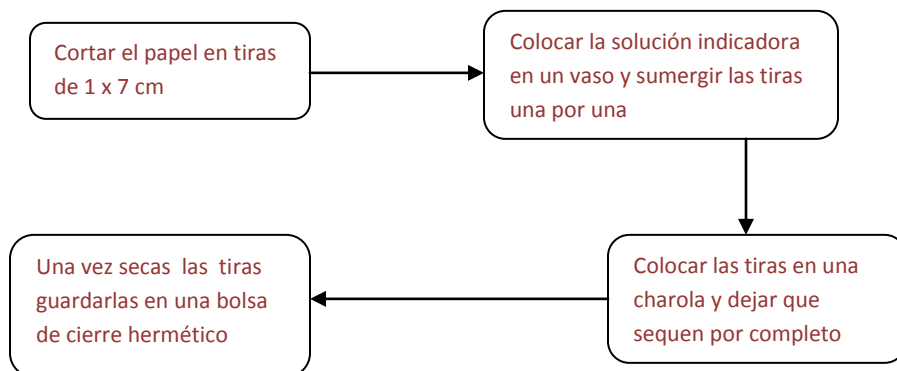 Cortar el papel en tiras
de 1 x 7 cm
Colocar la solución indicadora
en un vaso y sumergir las tiras
una por una
Colocar las tiras en una
charola y dejar que
sequen por completo
Una vez secas las tiras
guardarlas en una bolsa
de cierre hermético